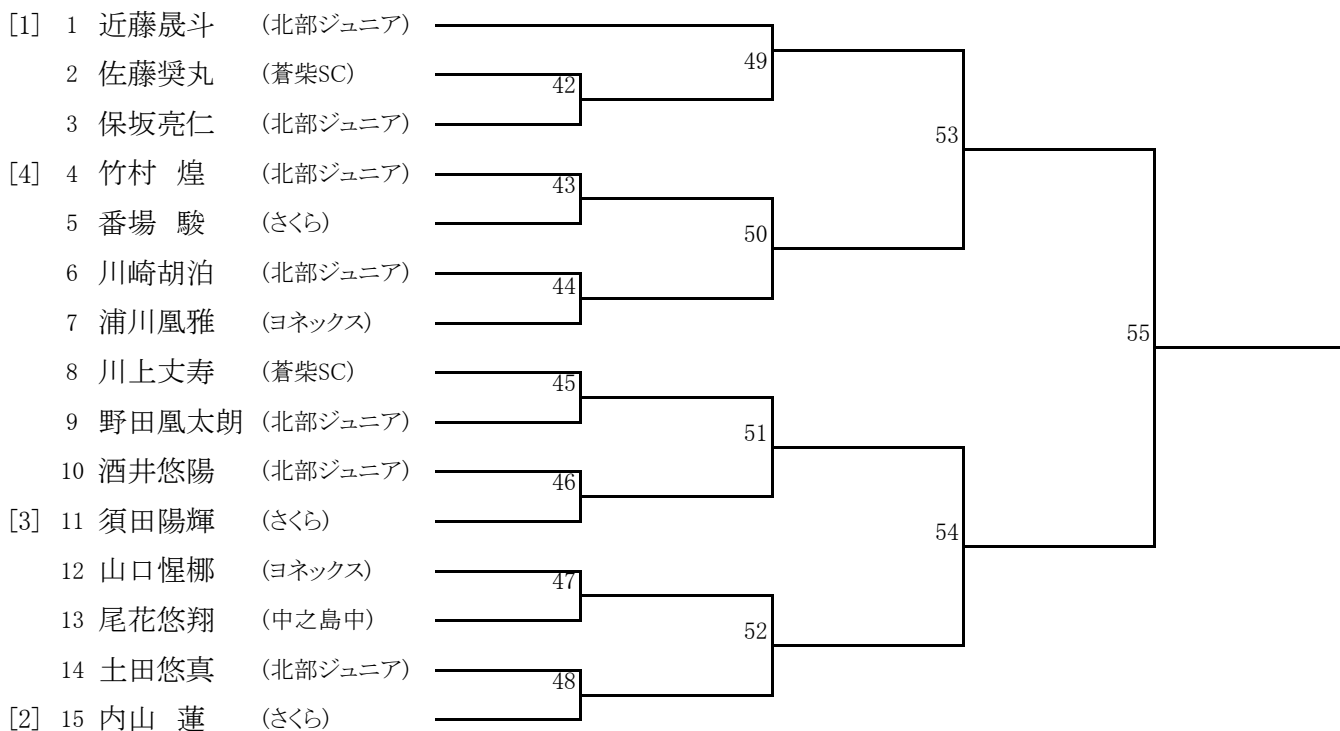 [1] 1 近藤晟斗 (北部ジュニア)
2 佐藤奨丸 (蒼柴SC)
3 保坂亮仁 (北部ジュニア)
[4] 4 竹村 煌 (北部ジュニア)
5 番場 駿 (さくら)
6 川崎胡泊 (北部ジュニア)
7 浦川凰雅 (ヨネックス)
8 川上丈寿 (蒼柴SC)
9 野田凰太朗 (北部ジュニア)
10 酒井悠陽 (北部ジュニア)
[3] 11 須田陽輝 (さくら)
12 山口惺梛 (ヨネックス)
13 尾花悠翔 (中之島中)
14 土田悠真 (北部ジュニア)
[2] 15 内山 蓮 (さくら)
42
43
44
45
46
47
48
49
50
51
52
53
54
55